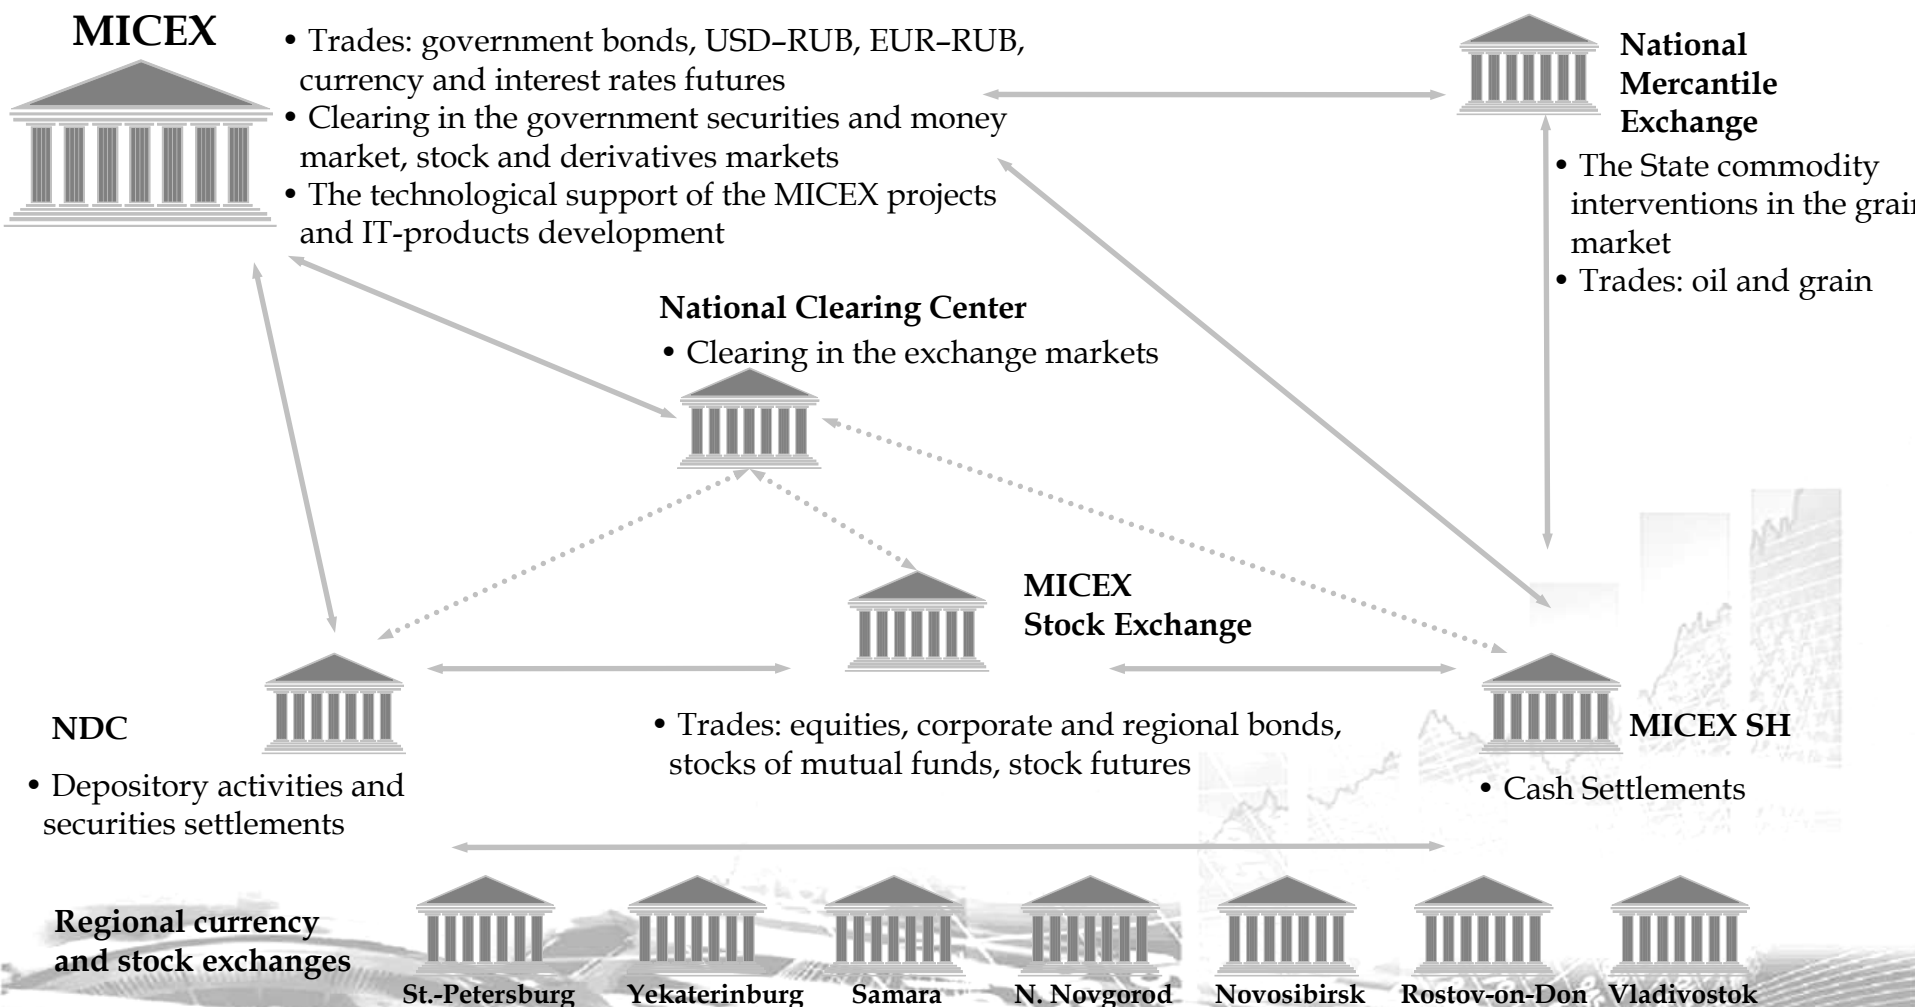 MICEX
• Trades: government bonds, USD–RUB, EUR–RUB,
currency and interest rates futures
• Clearing in the government securities and money
market, stock and derivatives markets
• The technological support of the MICEX projects
and IT-products development
National
Mercantile
Exchange
• The State commodity
interventions in the grain
market
• Trades: oil and grain
National Clearing Center
• Clearing in the exchange markets
MICEX
Stock Exchange
• Trades: equities, corporate and regional bonds,
stocks of mutual funds, stock futures
NDC
• Depository activities and
securities settlements
MICEX SH
• Cash Settlements
Regional currency
and stock exchanges
St.-Petersburg
Yekaterinburg
Samara
N. Novgorod
Novosibirsk
Rostov-on-Don
Vladivostok